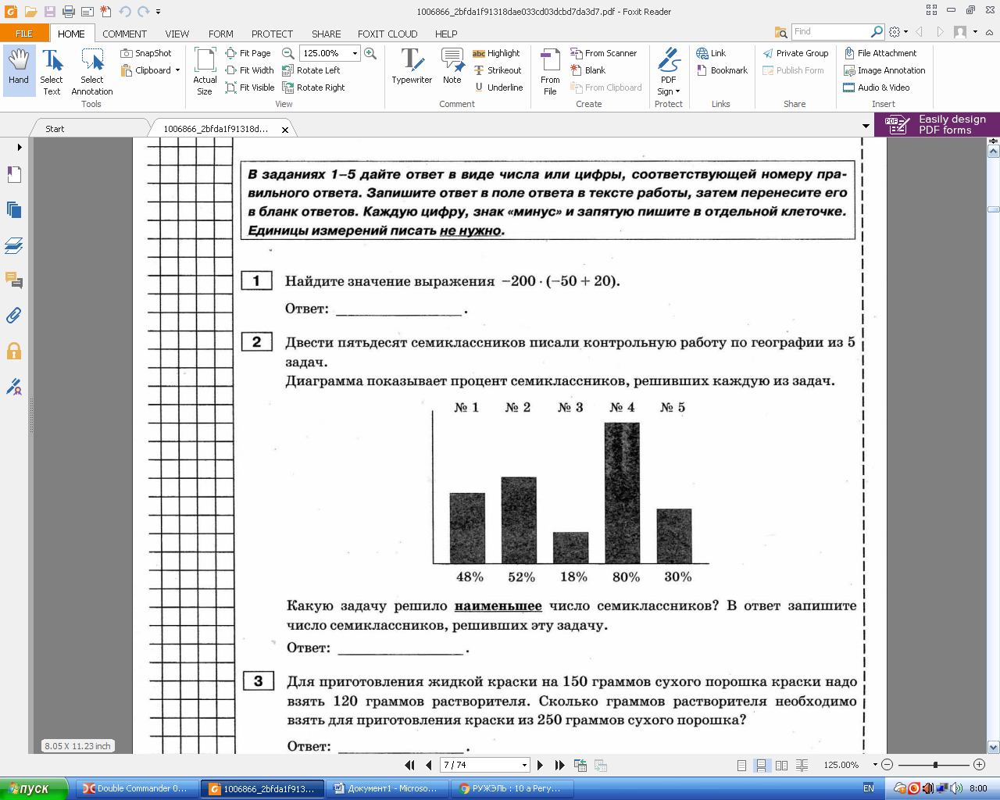 1006866_2bfda1f91318dae033cd03dcbd7da3d7.pdf - Foxit Reader
FILE HOME COMMENT VIEW FORM PROTECT SHARE FOXIT CLOUD HELP Find
Hand
Select Text
Select Annotation
SnapShot
Clipboard
Tools
Actual Size
Fit Page
Fit Width
Fit Visible
125.00%
Rotate Left
Rotate Right
View
Typewriter
Note
Highlight
Strikeout
Underline
Comment
From File
From Scanner
Blank
From Clipboard
Create
PDF Sign
Protect
Link
Bookmark
Links
Private Group
Publish Form
Share
File Attachment
Image Annotation
Audio & Video
Insert
Start
1006866_2bfda1f91318d...
PDF
Easily design
PDF forms
В заданиях 1–5 дайте ответ в виде числа или цифры, соответствующей номеру пра-
вильного ответа. Запишите ответ в поле ответа в тексте работы, затем перенесите его
в бланк ответов. Каждую цифру, знак «минус» и запятую пишите в отдельной клеточке.
Единицы измерений писать не нужно.
1 Найдите значение выражения −200 · (−50 + 20).
Ответ: ________________ .
2 Двести пятьдесят семиклассников писали контрольную работу по географии из 5
задач.
Диаграмма показывает процент семиклассников, решивших каждую из задач.
№ 1 № 2 № 3 № 4 № 5
48% 52% 18% 80% 30%
Какую задачу решило наименьшее число семиклассников? В ответ запишите
число семиклассников, решивших эту задачу.
Ответ: ________________ .
3 Для приготовления жидкой краски на 150 граммов сухого порошка краски надо
взять 120 граммов растворителя. Сколько граммов растворителя необходимо
взять для приготовления краски из 250 граммов сухого порошка?
Ответ: ________________ .
8.05 X 11.23 inch
7 / 74
125.00%
пуск
Double Commander 0...
1006866_2bfda1f913...
Документ1 - Microso...
РУЖЭЛЬ : 10 а Регу...
EN
8:00